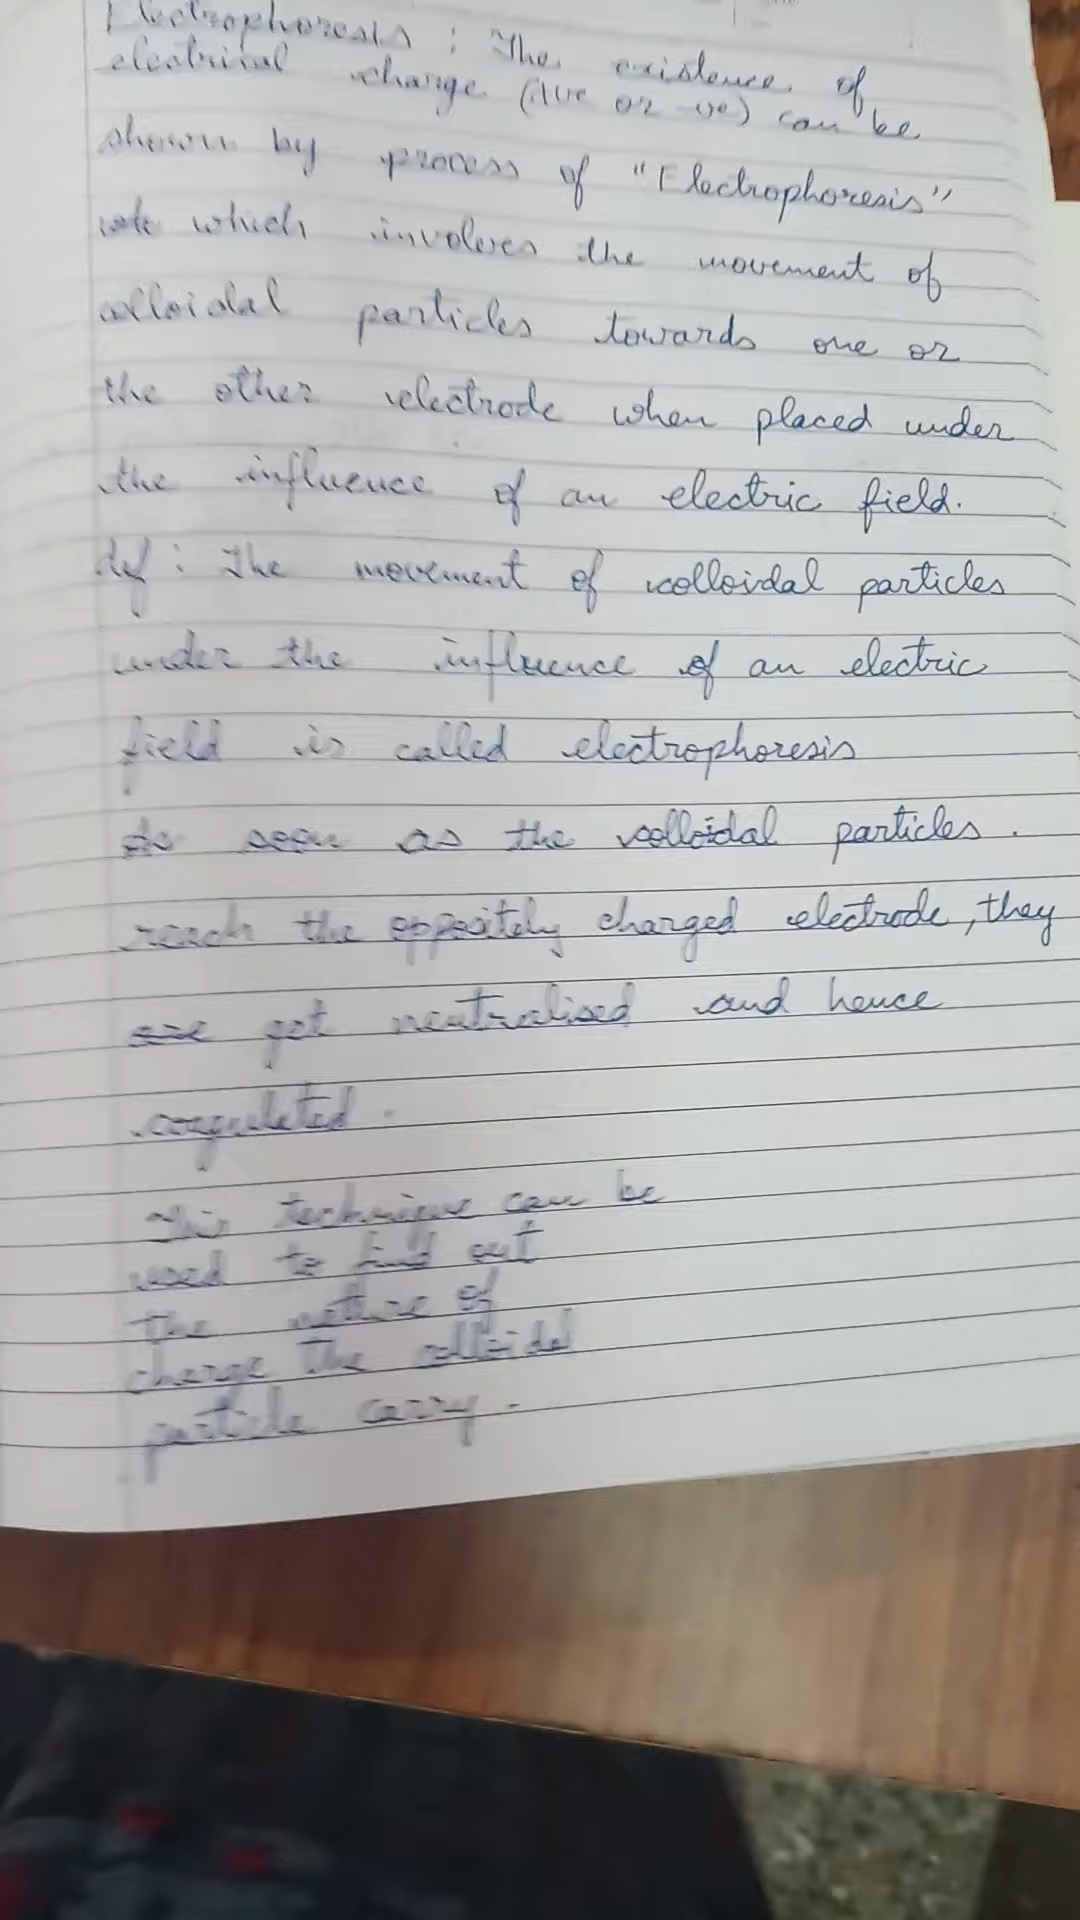 Electrophoresis : The existence of
electrical charge (+ve or -ve) can be
shown by process of "Electrophoresis"
which involves the movement of
colloidal particles towards one or
the other electrode when placed under
the influence of an electric field.
def : The movement of colloidal particles
under the influence of an electric
field is called electrophoresis
As soon as the colloidal particles.
reach the oppositely charged electrode, they
get neutralised and hence
coagulated.
This technique can be
used to find out
the nature of
charge the colloidal
particle carry.